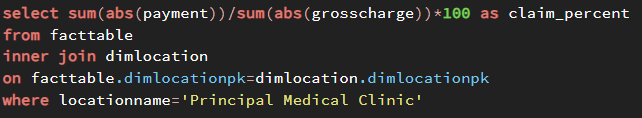 select sum(abs(payment))/sum(abs(grosscharge))*100 as claim_percent
from facttable
inner join dimlocation
on facttable.dimlocationpk=dimlocation.dimlocationpk
where locationname='Principal Medical Clinic'